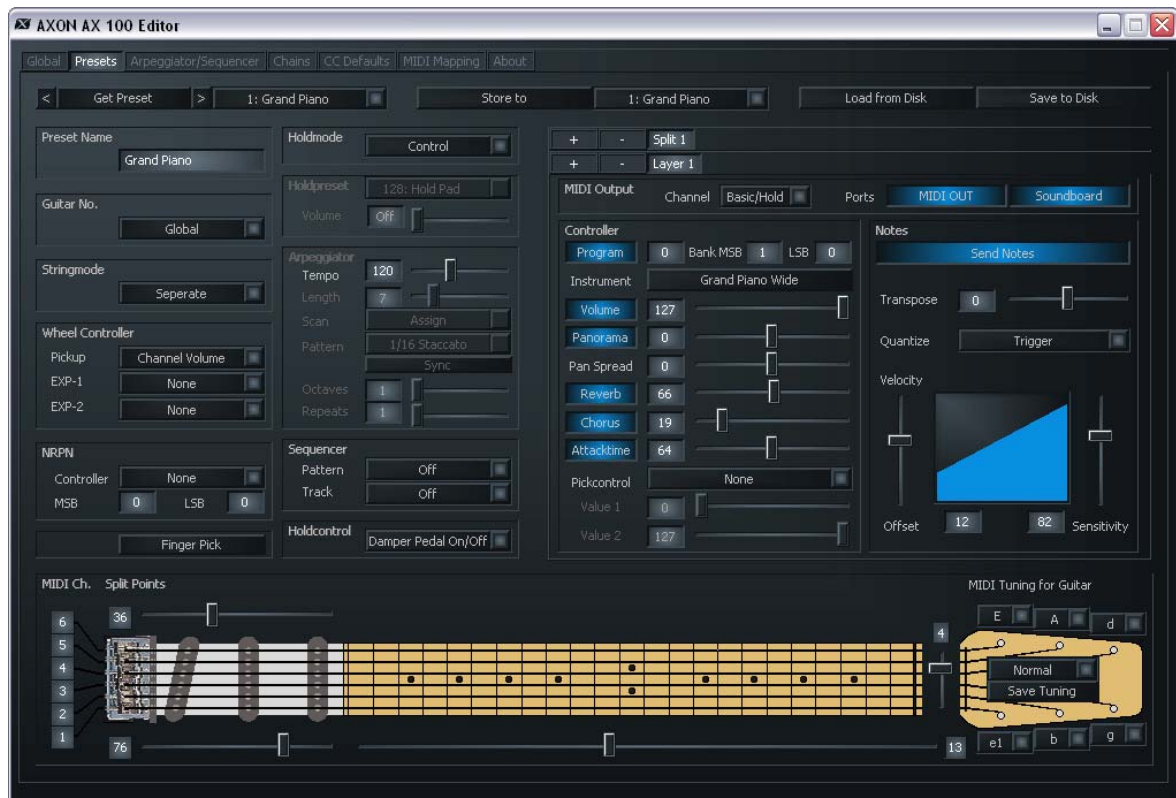 AXON AX 100 Editor
Global Presets Arpeggiator/Sequencer Chains CC Defaults MIDI Mapping About
< Get Preset > 1: Grand Piano Store to 1: Grand Piano Load from Disk Save to Disk
Preset Name
Grand Piano
Guitar No.
Global
Stringmode
Seperate
Wheel Controller
Pickup Channel Volume
EXP-1 None
EXP-2 None
NRPN
Controller None
MSB 0 LSB 0
Finger Pick
Holdmode
Control
Holdpreset 128: Hold Pad
Volume Off
Arpeggiator
Tempo 120
Length 7
Scan Assign
Pattern 1/16 Staccato
Sync
Octaves 1
Repeats 1
Sequencer
Pattern Off
Track Off
Holdcontrol
Damper Pedal On/Off
+ - Split 1
+ - Layer 1
MIDI Output Channel Basic/Hold Ports MIDI OUT Soundboard
Controller
Program 0 Bank MSB 1 LSB 0
Instrument Grand Piano Wide
Volume 127
Panorama 0
Pan Spread 0
Reverb 66
Chorus 19
Attacktime 64
Pickcontrol None
Value 1 0
Value 2 127
Notes
Send Notes
Transpose 0
Quantize Trigger
Velocity
Offset 12 82 Sensitivity
MIDI Ch. Split Points
36
6
5
4
3
2
1
76
4
13
MIDI Tuning for Guitar
E A d
Normal
Save Tuning
e1 b g